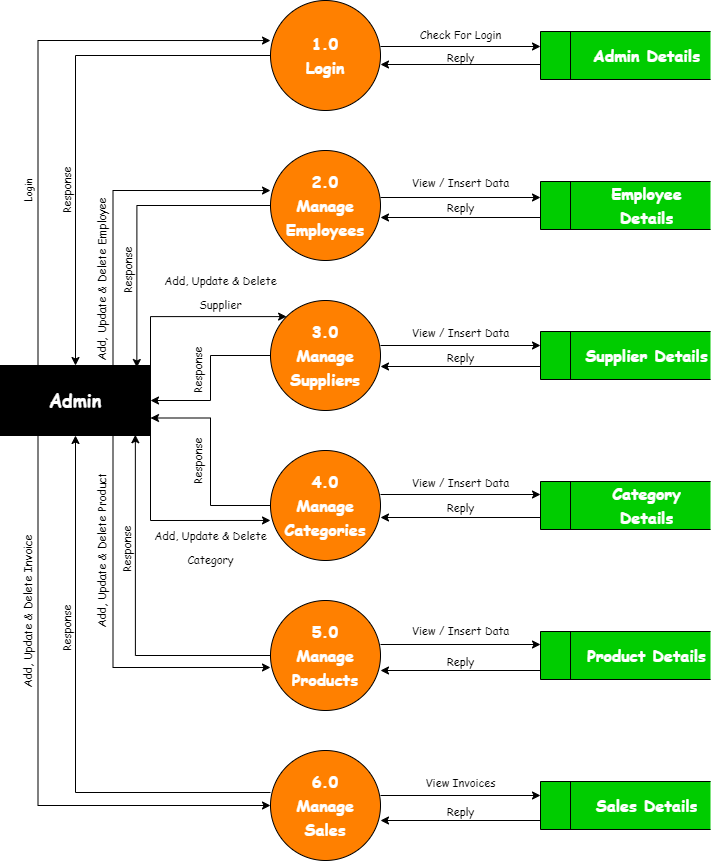 1.0
Login
Check For Login
Reply
Admin Details
Login
Response
2.0
Manage
Employees
View / Insert Data
Reply
Employee
Details
Add, Update & Delete Employee
Response
Add, Update & Delete
Supplier
3.0
Manage
Suppliers
View / Insert Data
Reply
Supplier Details
Response
Admin
Response
4.0
Manage
Categories
View / Insert Data
Reply
Category
Details
Add, Update & Delete
Category
Add, Update & Delete Invoice
Response
Add, Update & Delete Product
Response
5.0
Manage
Products
View / Insert Data
Reply
Product Details
6.0
Manage
Sales
View Invoices
Reply
Sales Details